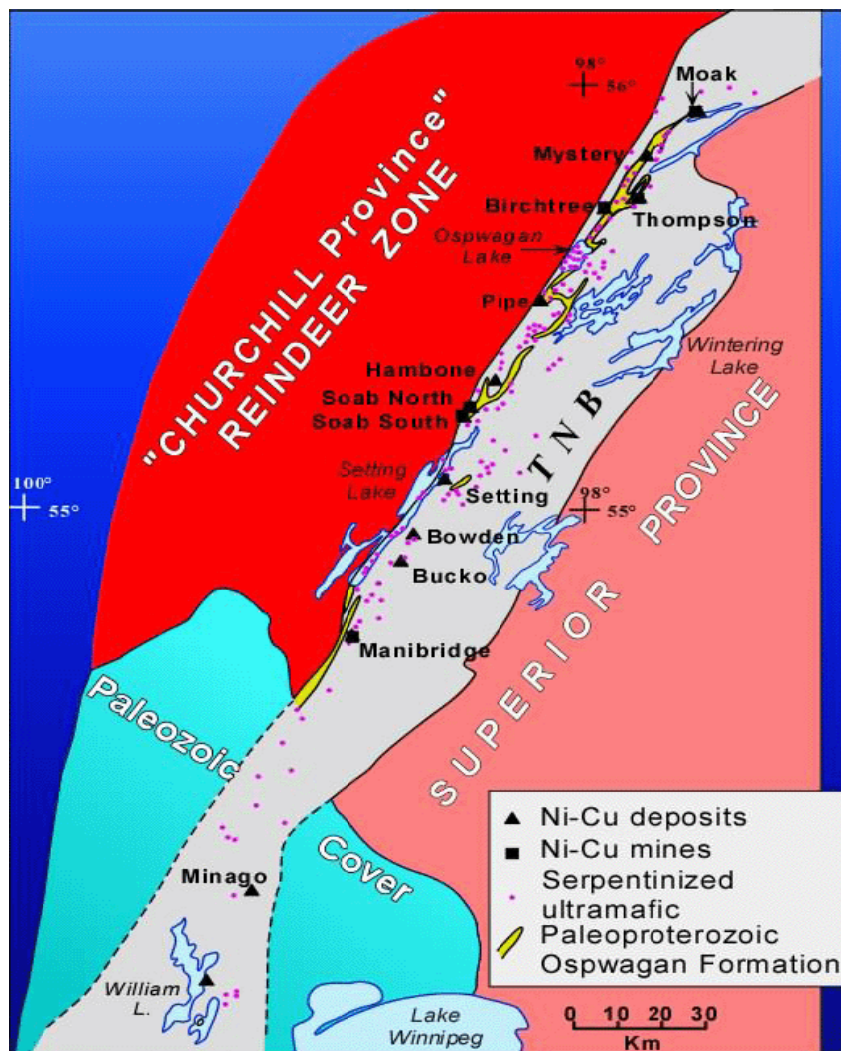 98°
56°
Moak
Mystery
Birchtree
Thompson
Ospwagan
Lake
"CHURCHILL Province"
REINDEER ZONE
Pipe
Wintering
Lake
Hambone
Soab North
Soab South
TNB
Setting
Lake
100°
55°
Setting
98°
55°
Bowden
Bucko
SUPERIOR PROVINCE
Manibridge
Paleozoic
Cover
Minago
William
L.
Lake
Winnipeg
Ni-Cu deposits
Ni-Cu mines
Serpentinized
ultramafic
Paleoproterozoic
Ospwagan Formation
0 10 20 30
Km